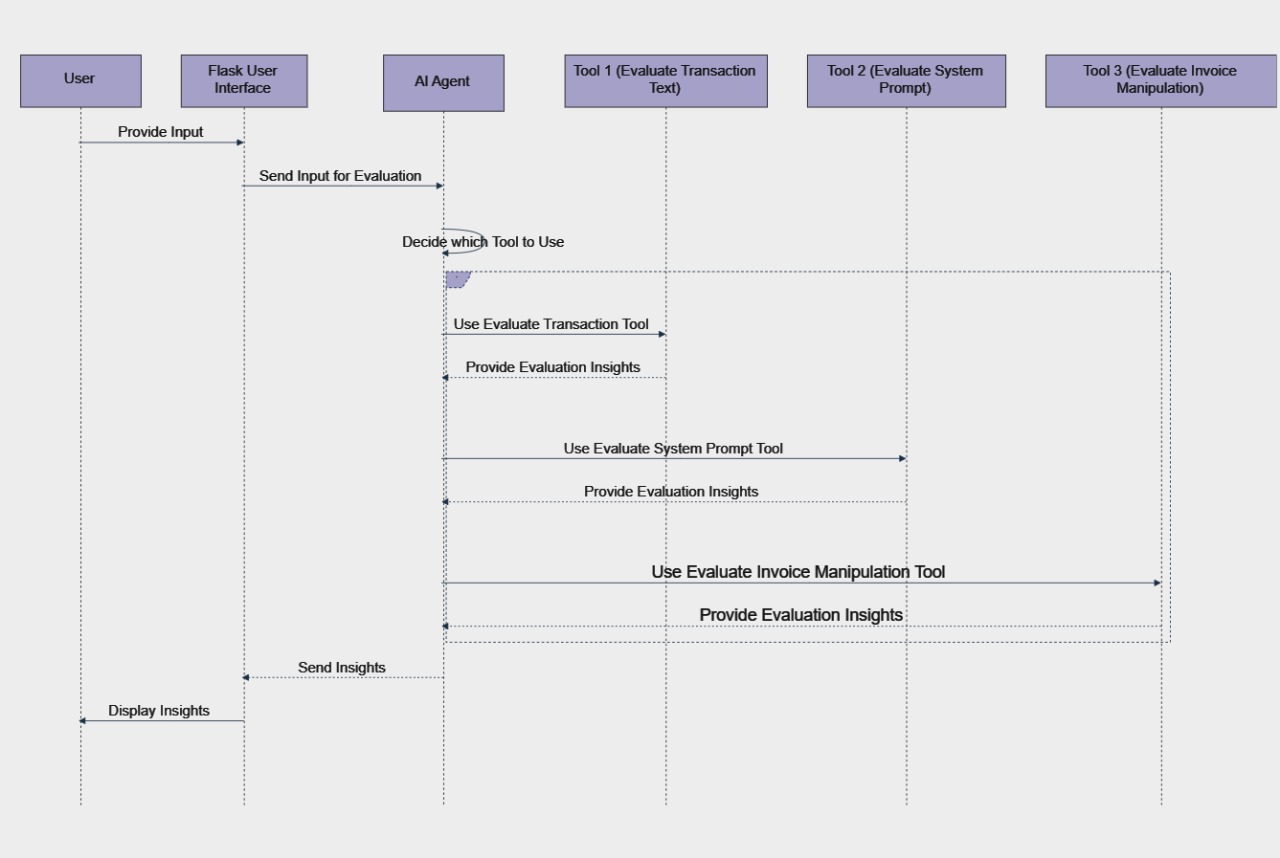 User
Flask User
Interface
AI Agent
Tool 1 (Evaluate Transaction
Text)
Tool 2 (Evaluate System
Prompt)
Tool 3 (Evaluate Invoice
Manipulation)
Provide Input
Send Input for Evaluation
Decide which Tool to Use
Use Evaluate Transaction Tool
Provide Evaluation Insights
Use Evaluate System Prompt Tool
Provide Evaluation Insights
Use Evaluate Invoice Manipulation Tool
Provide Evaluation Insights
Send Insights
Display Insights